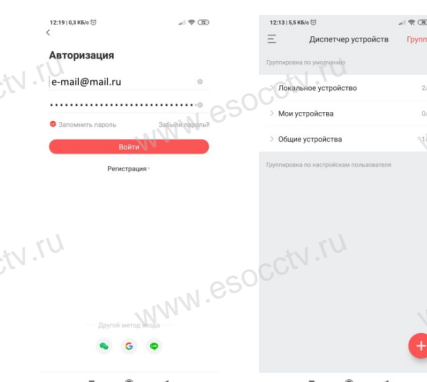 12:19 | 0,3 КБ/с
Авторизация
e-mail@mail.ru
Запомнить пароль
Забыли пароль?
Войти
Регистрация
Другой метод входа
12:13 | 5,5 КБ/с
Диспетчер устройств
Групп
Группировка по умолчанию
Локальное устройство
Мои устройства
Общие устройства
Группировка по настройкам пользователя
www.esocctv.ru
www.esocctv.ru